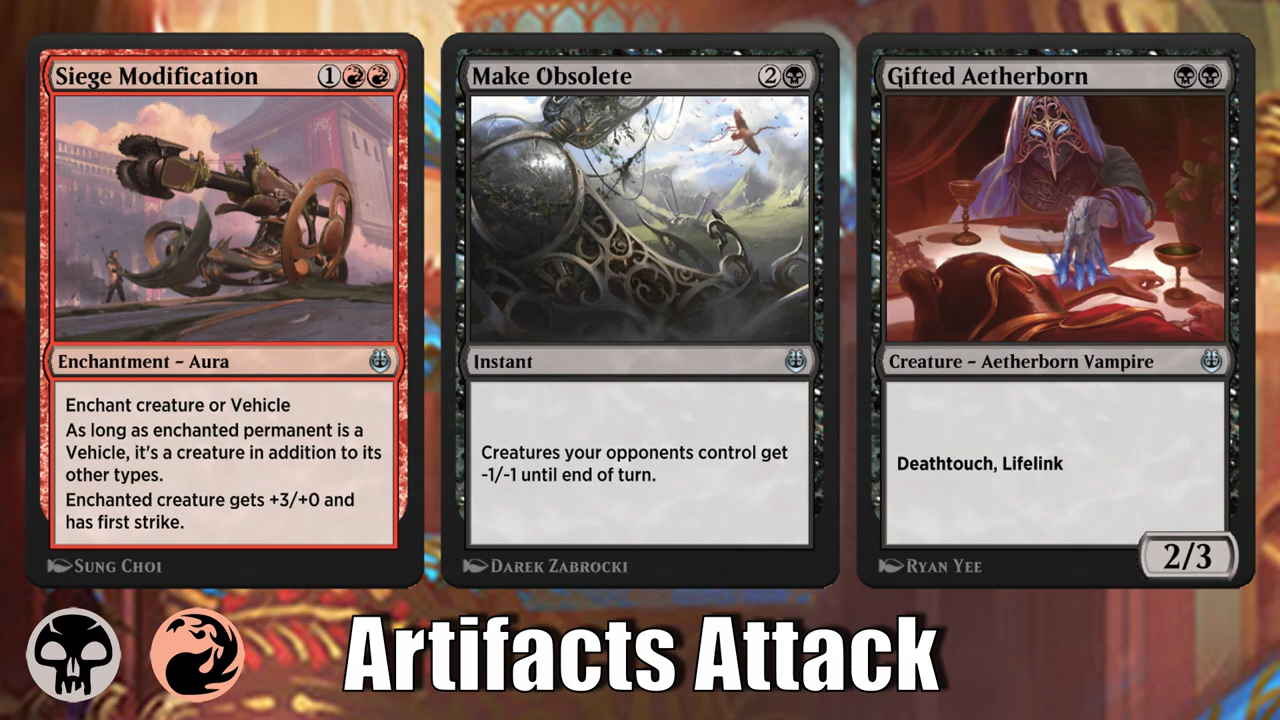 Siege Modification 1
Enchantment – Aura
Enchant creature or Vehicle
As long as enchanted permanent is a
Vehicle, it's a creature in addition to its
other types.
Enchanted creature gets +3/+0 and
has first strike.
Sung Choi
Make Obsolete 2
Instant
Creatures your opponents control get
-1/-1 until end of turn.
Darek Zabrocki
Gifted Aetherborn
Creature – Aetherborn Vampire
Deathtouch, Lifelink
2/3
Ryan Yee
Artifacts Attack